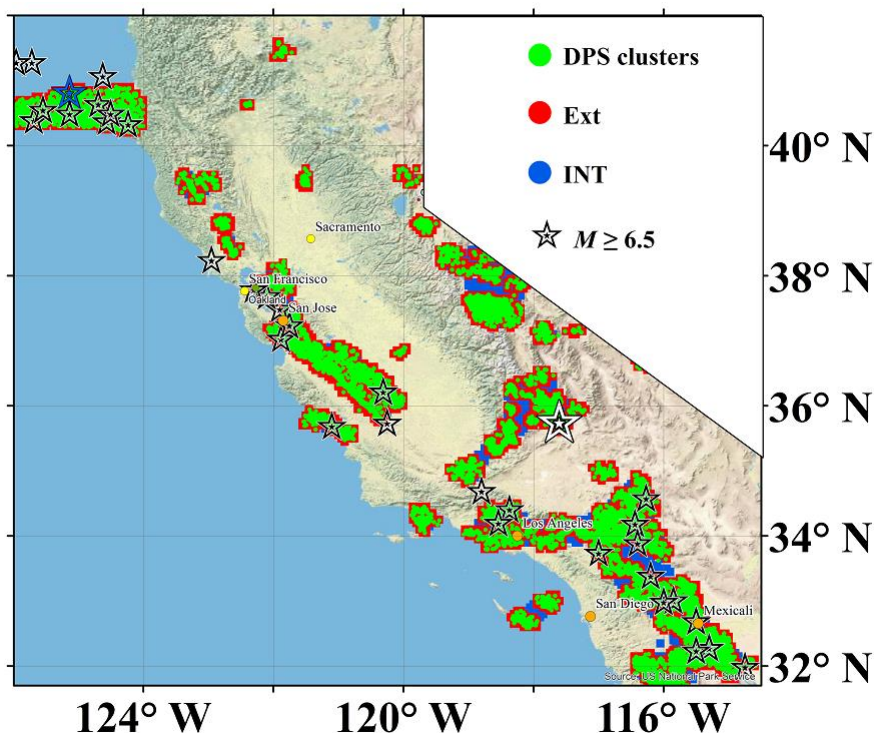 DPS clusters
Ext
INT
M ≥ 6.5
40° N
38° N
36° N
34° N
32° N
Sacramento
San Francisco
Oakland
San Jose
Los Angeles
San Diego
Mexicali
Source: US National Park Service
124° W
120° W
116° W